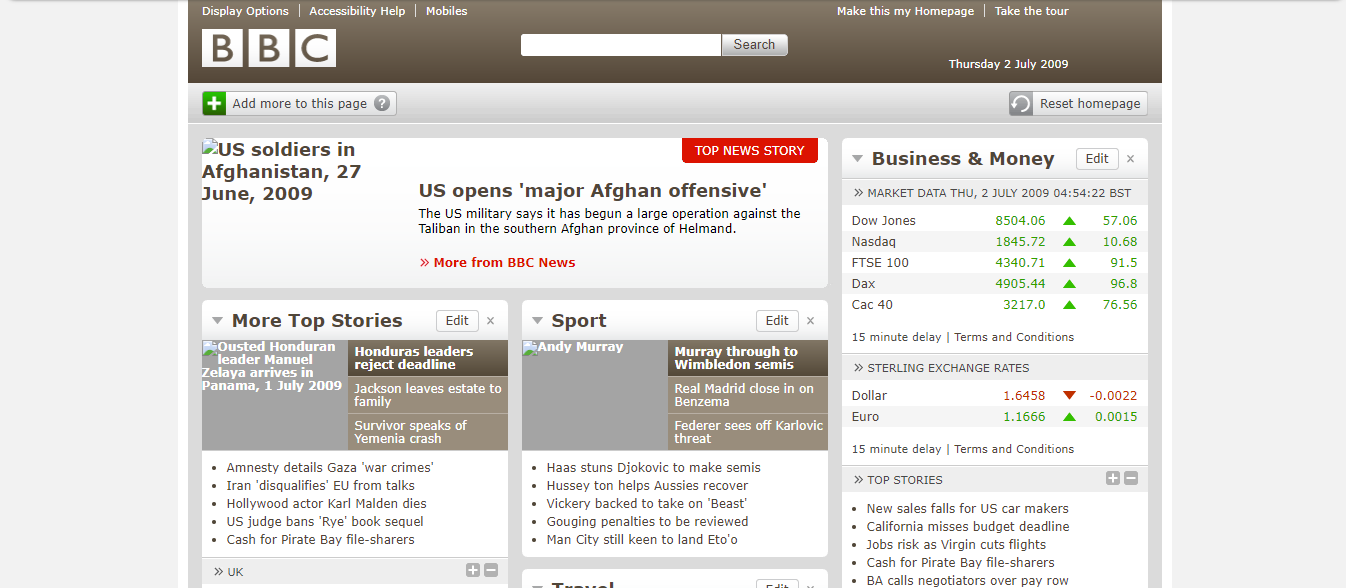 Display Options
Accessibility Help
Mobiles
Make this my Homepage
Take the tour
BBC
Search
Thursday 2 July 2009
Add more to this page ?
Reset homepage
US soldiers in
Afghanistan, 27
June, 2009
TOP NEWS STORY
US opens 'major Afghan offensive'
The US military says it has begun a large operation against the
Taliban in the southern Afghan province of Helmand.
» More from BBC News
More Top Stories
Edit ×
Ousted Honduran
leader Manuel
Zelaya arrives in
Panama, 1 July 2009
Honduras leaders
reject deadline
Jackson leaves estate to
family
Survivor speaks of
Yemenia crash
• Amnesty details Gaza 'war crimes'
• Iran 'disqualifies' EU from talks
• Hollywood actor Karl Malden dies
• US judge bans 'Rye' book sequel
• Cash for Pirate Bay file-sharers
» UK
Sport
Edit ×
Andy Murray
Murray through to
Wimbledon semis
Real Madrid close in on
Benzema
Federer sees off Karlovic
threat
• Haas stuns Djokovic to make semis
• Hussey ton helps Aussies recover
• Vickery backed to take on 'Beast'
• Gouging penalties to be reviewed
• Man City still keen to land Eto'o
Travel
Edit ×
Business & Money
Edit ×
» MARKET DATA THU, 2 JULY 2009 04:54:22 BST
Dow Jones 8504.06 ▲ 57.06
Nasdaq 1845.72 ▲ 10.68
FTSE 100 4340.71 ▲ 91.5
Dax 4905.44 ▲ 96.8
Cac 40 3217.0 ▲ 76.56
15 minute delay | Terms and Conditions
» STERLING EXCHANGE RATES
Dollar 1.6458 ▼ -0.0022
Euro 1.1666 ▲ 0.0015
15 minute delay | Terms and Conditions
» TOP STORIES
• New sales falls for US car makers
• California misses budget deadline
• Jobs risk as Virgin cuts flights
• Cash for Pirate Bay file-sharers
• BA calls negotiators over pay row